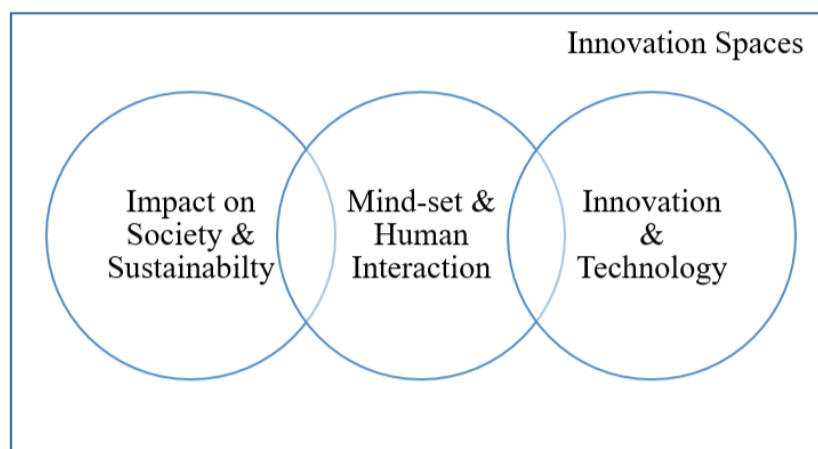 Innovation Spaces
Impact on
Society &
Sustainabilty
Mind-set &
Human
Interaction
Innovation
&
Technology